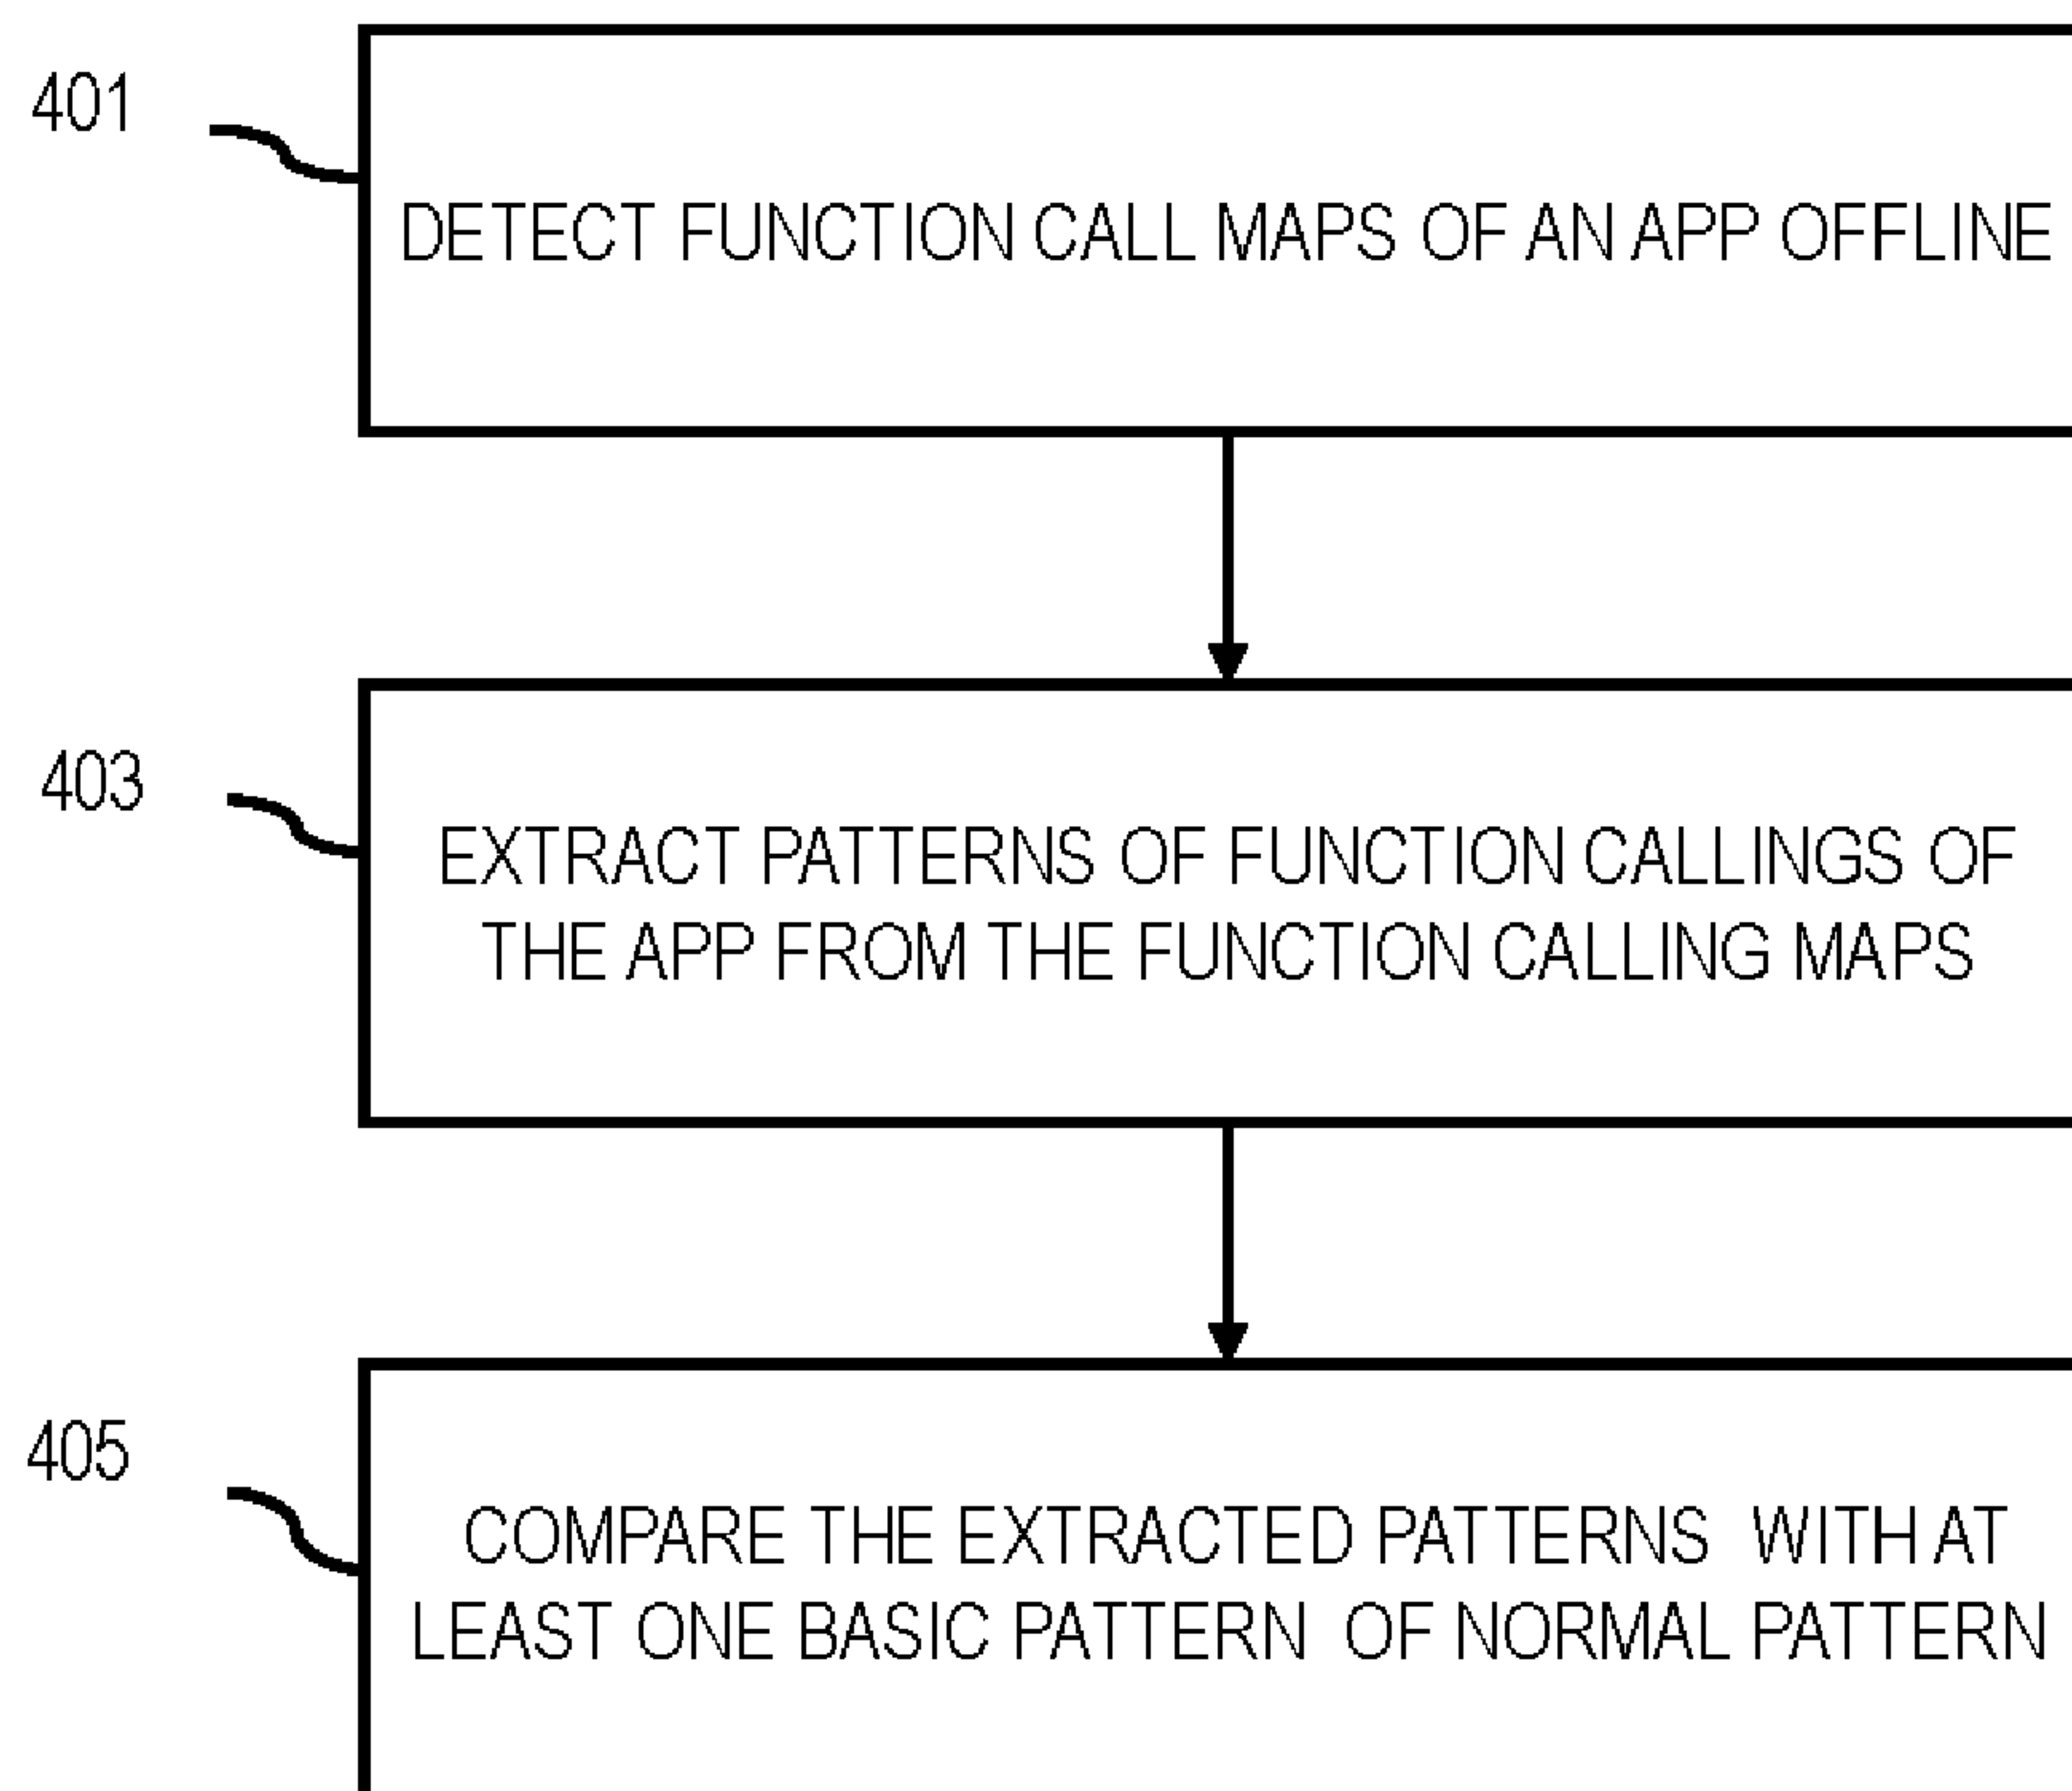 401
DETECT FUNCTION CALL MAPS OF AN APP OFFLINE
403
EXTRACT PATTERNS OF FUNCTION CALLINGS OF
THE APP FROM THE FUNCTION CALLING MAPS
405
COMPARE THE EXTRACTED PATTERNS WITH AT
LEAST ONE BASIC PATTERN OF NORMAL PATTERN